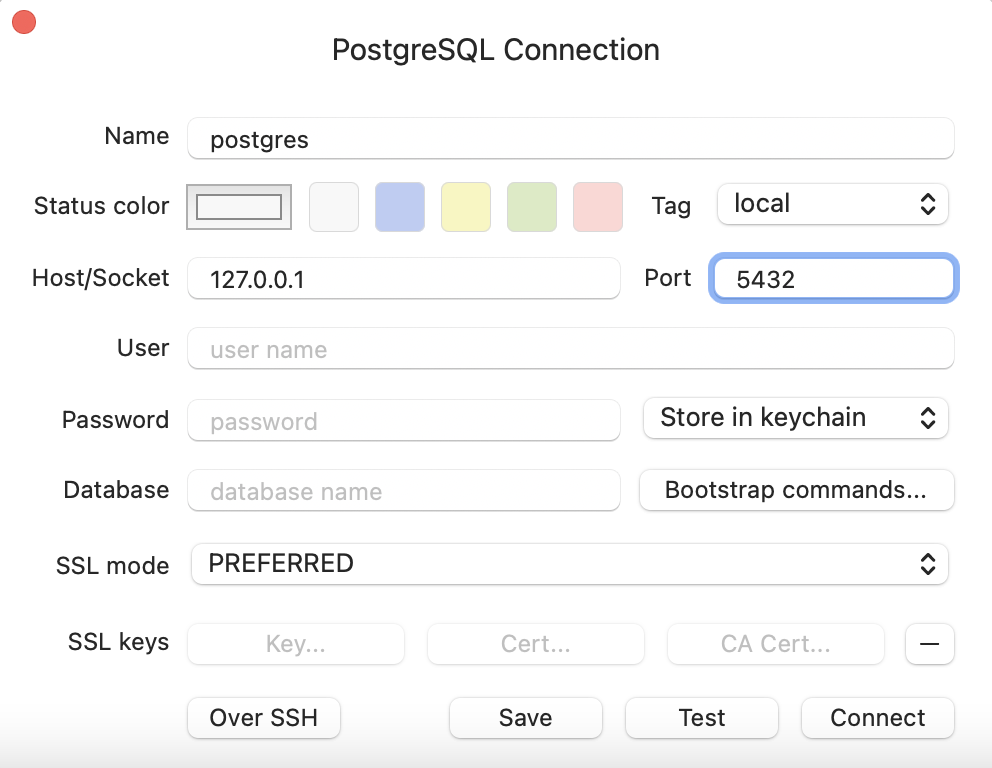 PostgreSQL Connection
Name postgres
Status color Tag local
Host/Socket 127.0.0.1 Port 5432
User user name
Password password Store in keychain
Database database name Bootstrap commands...
SSL mode PREFERRED
SSL keys Key... Cert... CA Cert... —
Over SSH Save Test Connect